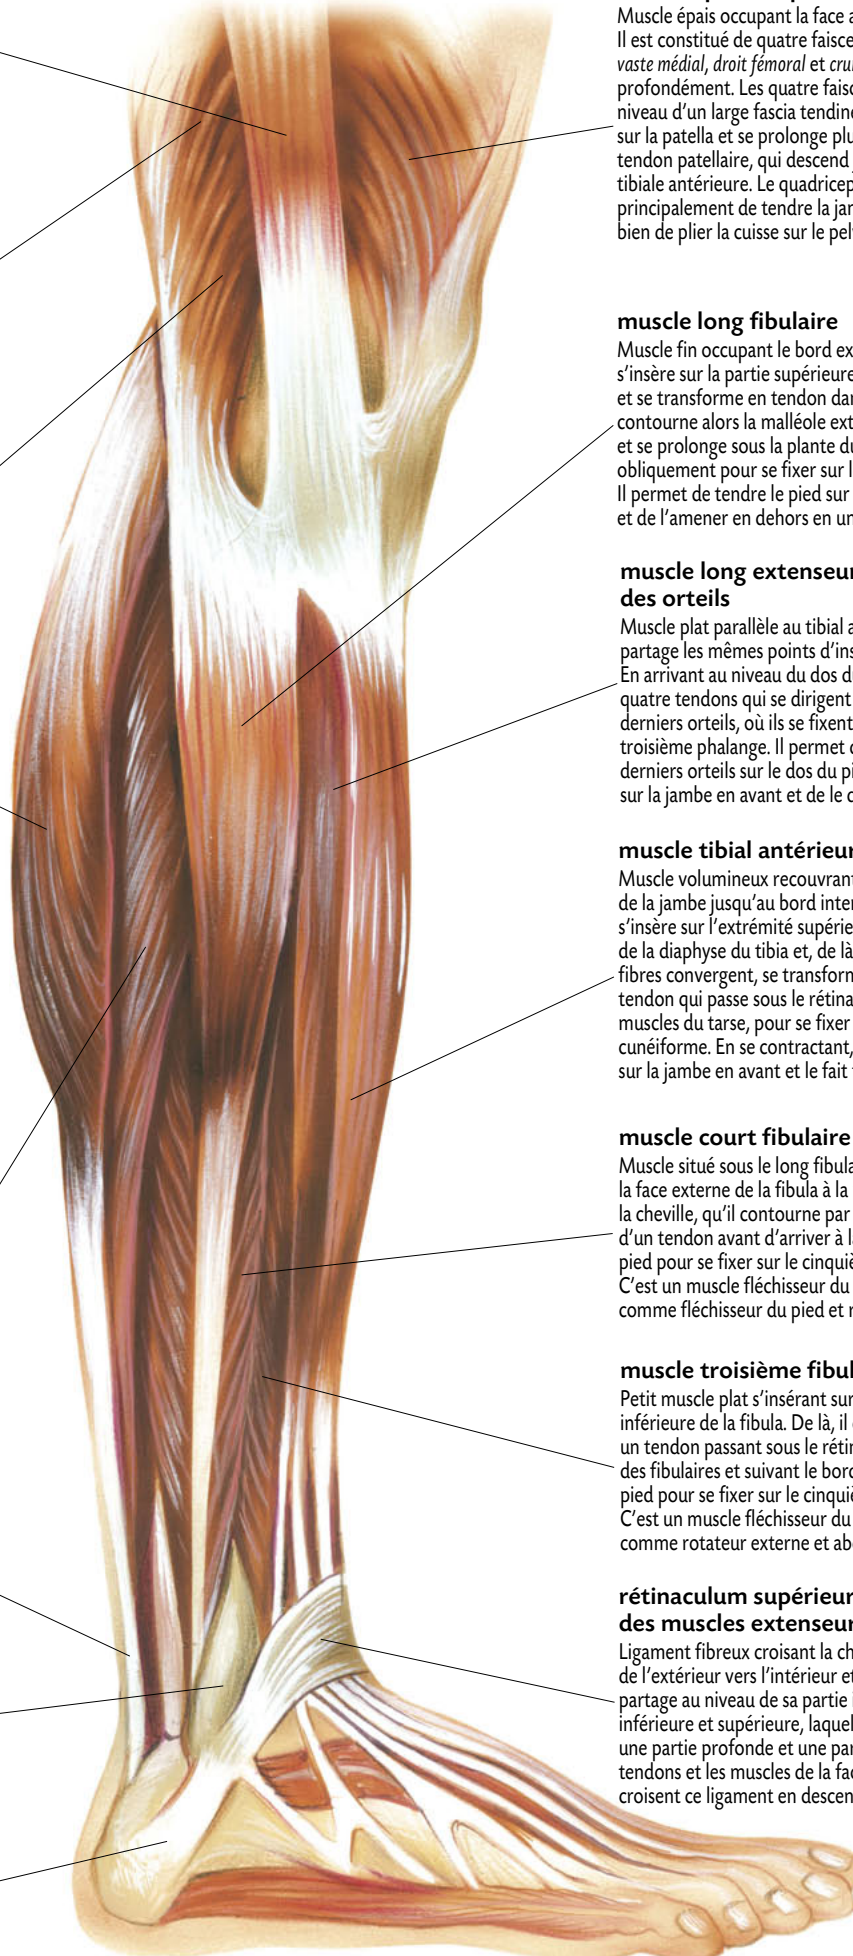 Muscle épais occupant la face a
Il est constitué de quatre faisce
vaste médial, droit fémoral et cru
profondément. Les quatre faisc
niveau d'un large fascia tendine
sur la patella et se prolonge plu
tendon patellaire, qui descend
tibiale antérieure. Le quadricep
principalement de tendre la jam
bien de plier la cuisse sur le pel
muscle long fibulaire
Muscle fin occupant le bord ex
s'insère sur la partie supérieure
et se transforme en tendon dan
contourne alors la malléole ext
et se prolonge sous la plante du
obliquement pour se fixer sur l
Il permet de tendre le pied sur
et de l'amener en dehors en un
muscle long extenseur
des orteils
Muscle plat parallèle au tibial a
partage les mêmes points d'ins
En arrivant au niveau du dos d
quatre tendons qui se dirigent
derniers orteils, où ils se fixent
troisième phalange. Il permet d
derniers orteils sur le dos du pi
sur la jambe en avant et de le d
muscle tibial antérieur
Muscle volumineux recouvrant
de la jambe jusqu'au bord inter
s'insère sur l'extrémité supérie
de la diaphyse du tibia et, de là
fibres convergent, se transform
tendon qui passe sous le rétina
muscles du tarse, pour se fixer
cunéiforme. En se contractant,
sur la jambe en avant et le fait
muscle court fibulaire
Muscle situé sous le long fibula
la face externe de la fibula à la
la cheville, qu'il contourne par
d'un tendon avant d'arriver à la
pied pour se fixer sur le cinquiè
C'est un muscle fléchisseur du
comme fléchisseur du pied et r
muscle troisième fibul
Petit muscle plat s'insérant sur
inférieure de la fibula. De là, il
un tendon passant sous le rétin
des fibulaires et suivant le bord
pied pour se fixer sur le cinquiè
C'est un muscle fléchisseur du
comme rotateur externe et ab
rétinaculum supérieur
des muscles extenseur
Ligament fibreux croisant la ch
de l'extérieur vers l'intérieur et
partage au niveau de sa partie
inférieure et supérieure, laquel
une partie profonde et une par
tendons et les muscles de la fac
croisent ce ligament en descen